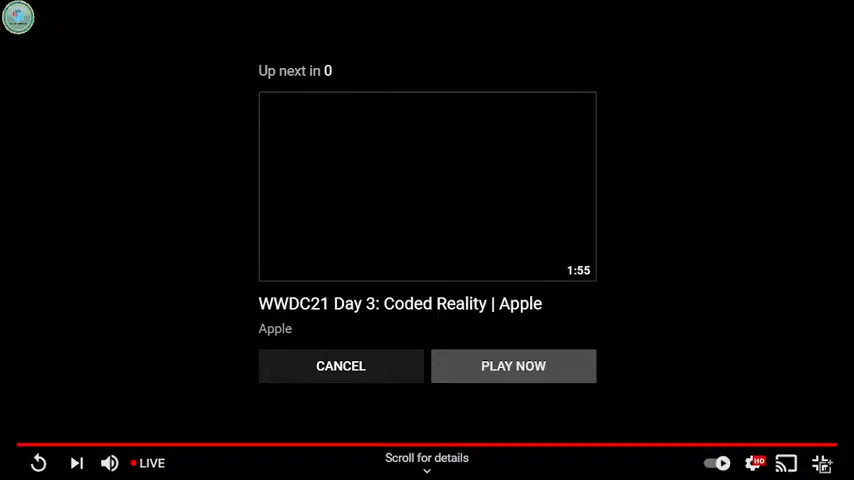 Up next in 0
1:55
WWDC21 Day 3: Coded Reality | Apple
Apple
CANCEL
PLAY NOW
Scroll for details
LIVE
HD